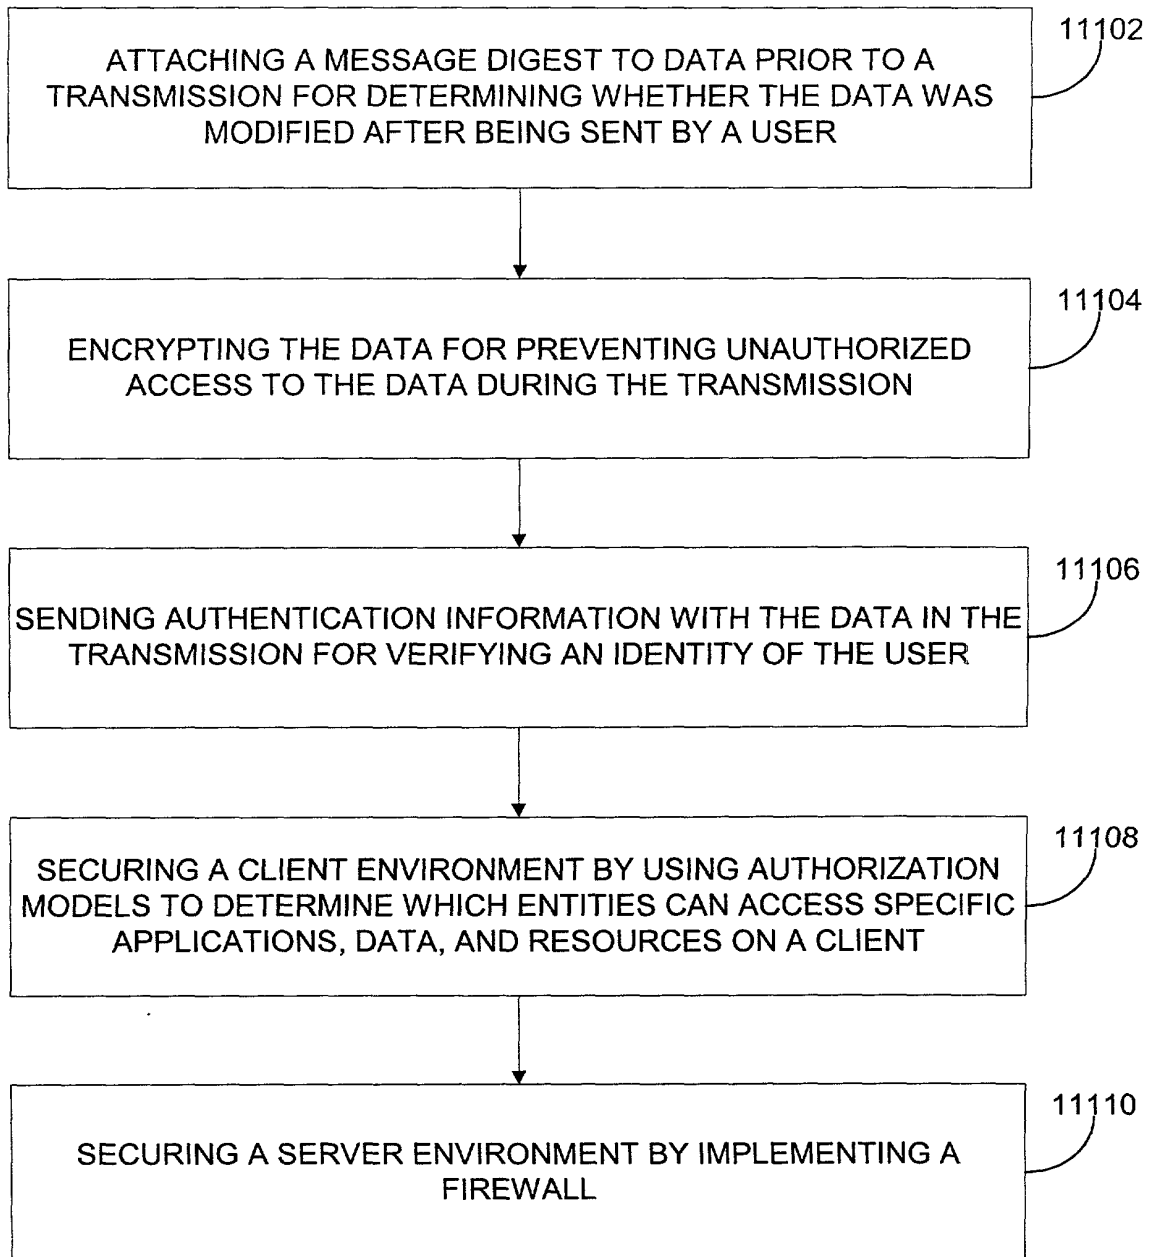 11102
ATTACHING A MESSAGE DIGEST TO DATA PRIOR TO A
TRANSMISSION FOR DETERMINING WHETHER THE DATA WAS
MODIFIED AFTER BEING SENT BY A USER
11104
ENCRYPTING THE DATA FOR PREVENTING UNAUTHORIZED
ACCESS TO THE DATA DURING THE TRANSMISSION
11106
SENDING AUTHENTICATION INFORMATION WITH THE DATA IN THE
TRANSMISSION FOR VERIFYING AN IDENTITY OF THE USER
11108
SECURING A CLIENT ENVIRONMENT BY USING AUTHORIZATION
MODELS TO DETERMINE WHICH ENTITIES CAN ACCESS SPECIFIC
APPLICATIONS, DATA, AND RESOURCES ON A CLIENT
11110
SECURING A SERVER ENVIRONMENT BY IMPLEMENTING A
FIREWALL